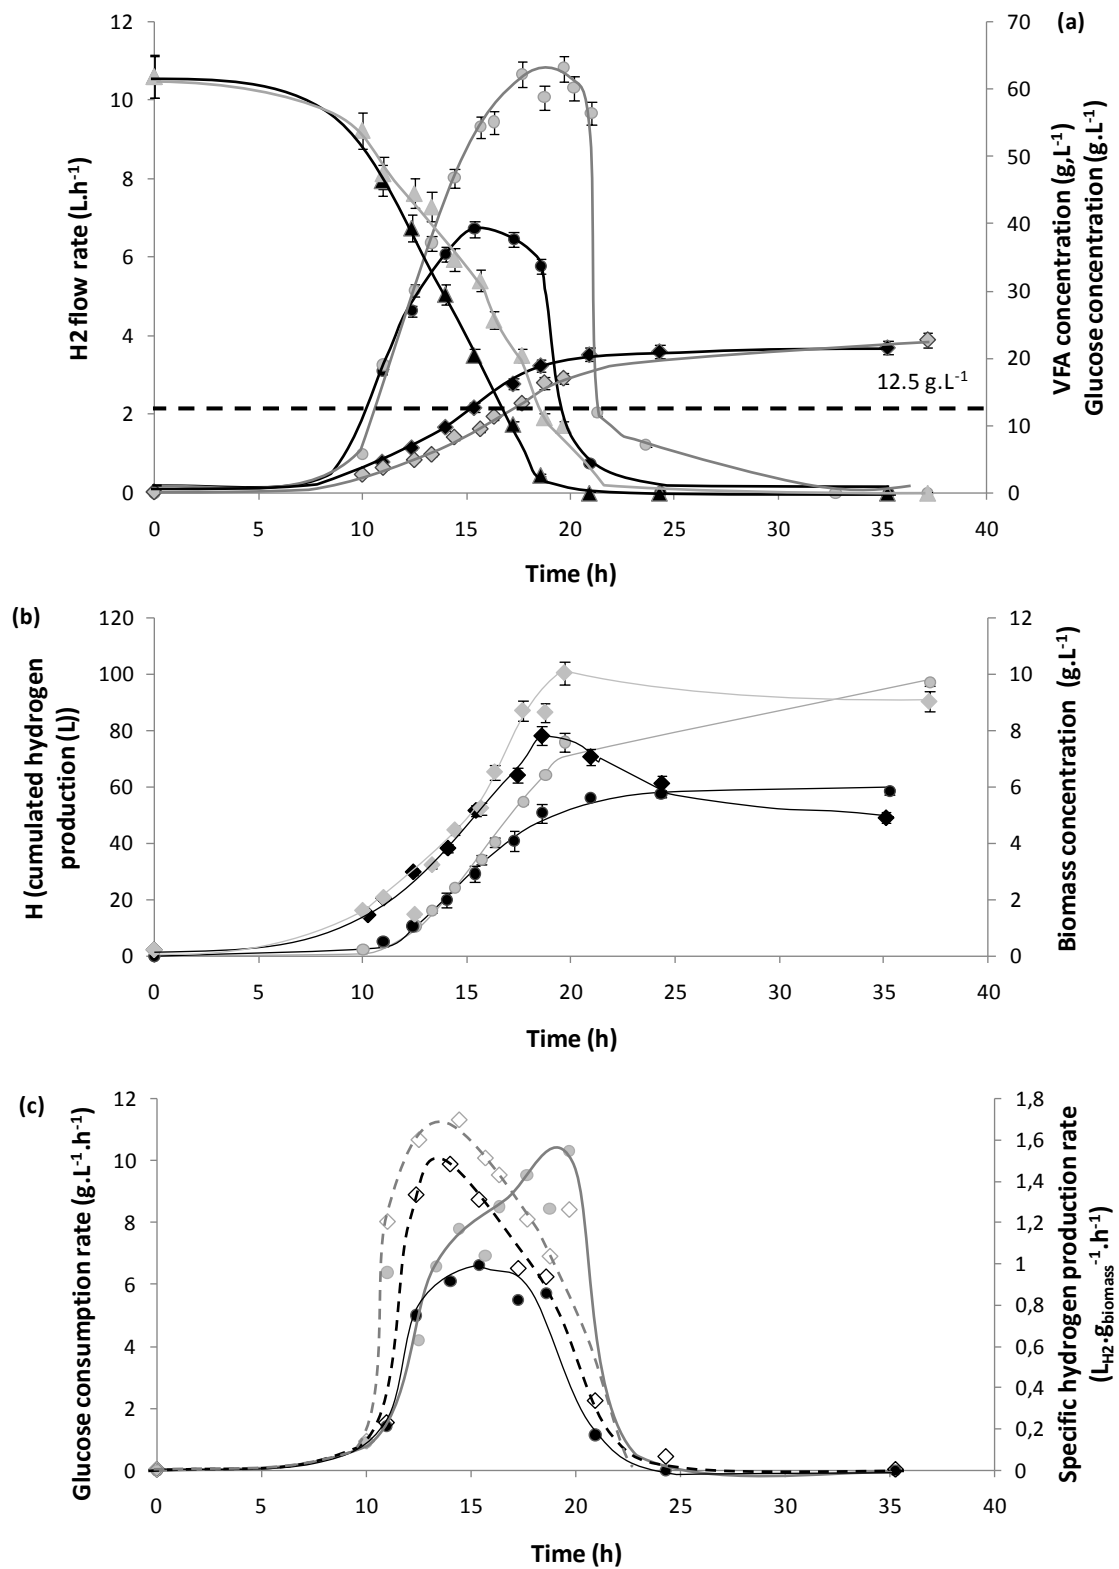 (a)
12
10
8
6
4
2
0
H2 flow rate (L.h-1)
70
60
50
40
30
20
10
0
VFA concentration (g,L-1)
Glucose concentration (g.L-1)
12.5 g.L-1
0 5 10 15 20 25 30 35 40
Time (h)
(b)
120
100
80
60
40
20
0
H (cumulated hydrogen
production (L))
12
10
8
6
4
2
0
Biomass concentration (g.L-1)
0 5 10 15 20 25 30 35 40
Time (h)
(c)
12
10
8
6
4
2
0
Glucose consumption rate (g.L-1.h-1)
1,8
1,6
1,4
1,2
1
0,8
0,6
0,4
0,2
0
Specific hydrogen production rate
(LH2.gbiomass-1.h-1)
0 5 10 15 20 25 30 35 40
Time (h)